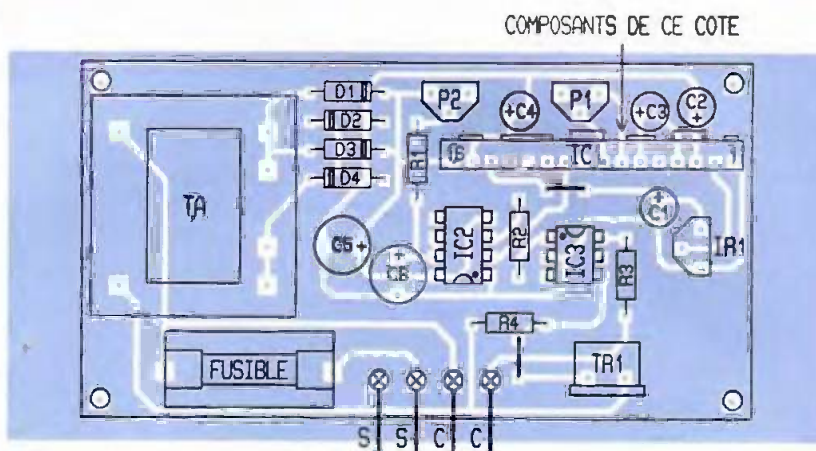 COMPOSANTS DE CE COTE
D1
D2
D3
D4
P2
+C4
P1
+C3
C2
+
R1
16
IC
1
TA
C5 +
+
C6
IC2
R2
IC3
+
C1
I.R1
R3
R4
TR1
FUSIBLE
S S C C